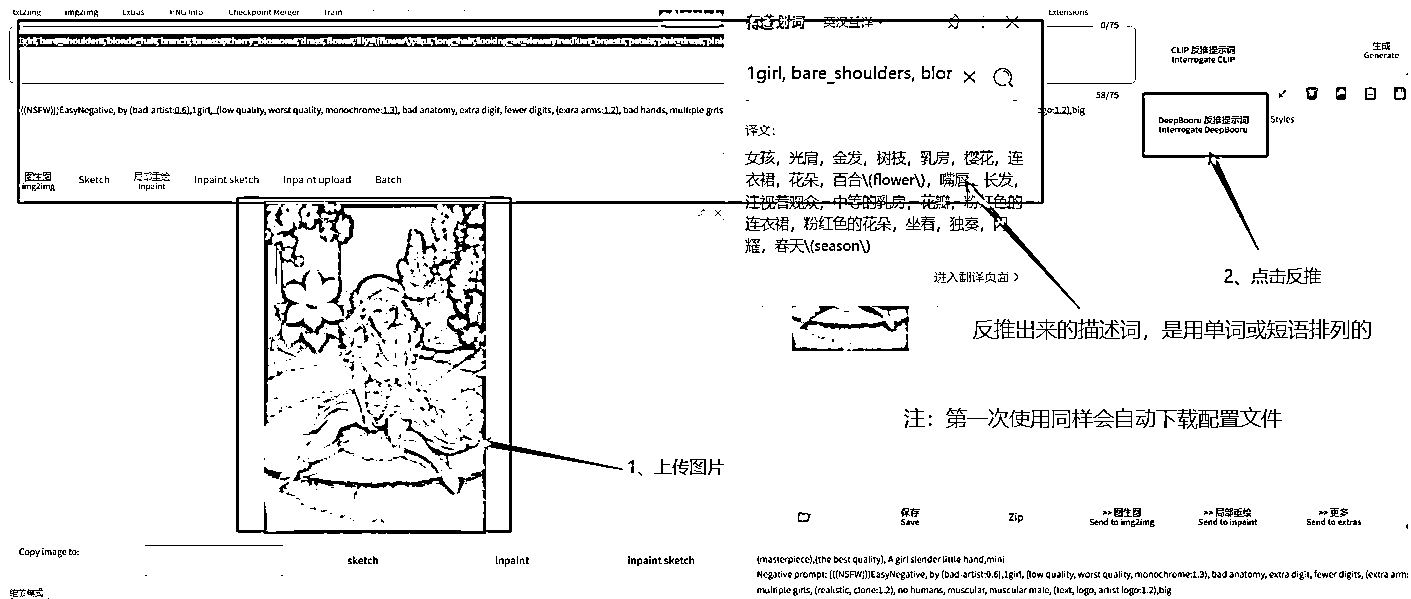 txt2img img2img Extras PNG Info Checkpoint Merger Train
Extensions
0/75
1girl, bare_shoulders, blonde_hair, branch, breasts, cherry_blossoms, dress, flower,
英汉互译
1girl, bare_shoulders, blor
CLIP 反推提示词
Interrogate CLIP
生成
Generate
58/75
(((NSFW)))EasyNegative, by (bad-artist:0.6),1girl, (low quality, worst quality, monochrome:1.3), bad anatomy, extra digit, fewer digits, (extra arms:1.2), bad hands, multiple girls
go:1.2),big
DeepBooru 反推提示词
Interrogate DeepBooru
Styles
译文：
女孩，光肩，金发，树枝，乳房，樱花，连
衣裙，花朵，百合\(flower\)，嘴唇，长发，
注视着观众，中等的乳房，花瓣，粉红色的
连衣裙，粉红色的花朵，坐着，独奏，闪
耀，春天\(season\)
进入翻译页面
图生图
img2img
Sketch
局部重绘
Inpaint
Inpaint sketch
Inpaint upload
Batch
2、点击反推
反推出来的描述词，是用单词或短语排列的
注：第一次使用同样会自动下载配置文件
1、上传图片
保存
Save
Zip
>> 图生图
Send to img2img
>> 局部重绘
Send to inpaint
>> 更多
Send to extras
Copy image to:
sketch
Inpaint
inpaint sketch
(masterpiece),(the best quality), A girl slender little hand,mini
Negative prompt: (((NSFW)))EasyNegative, by (bad-artist:0.6),1girl, (low quality, worst quality, monochrome:1.3), bad anatomy, extra digit, fewer digits, (extra arms
multiple girls, (realistic, clone:1.2), no humans, muscular, muscular male, (text, logo, artist logo:1.2),big
缩放模式